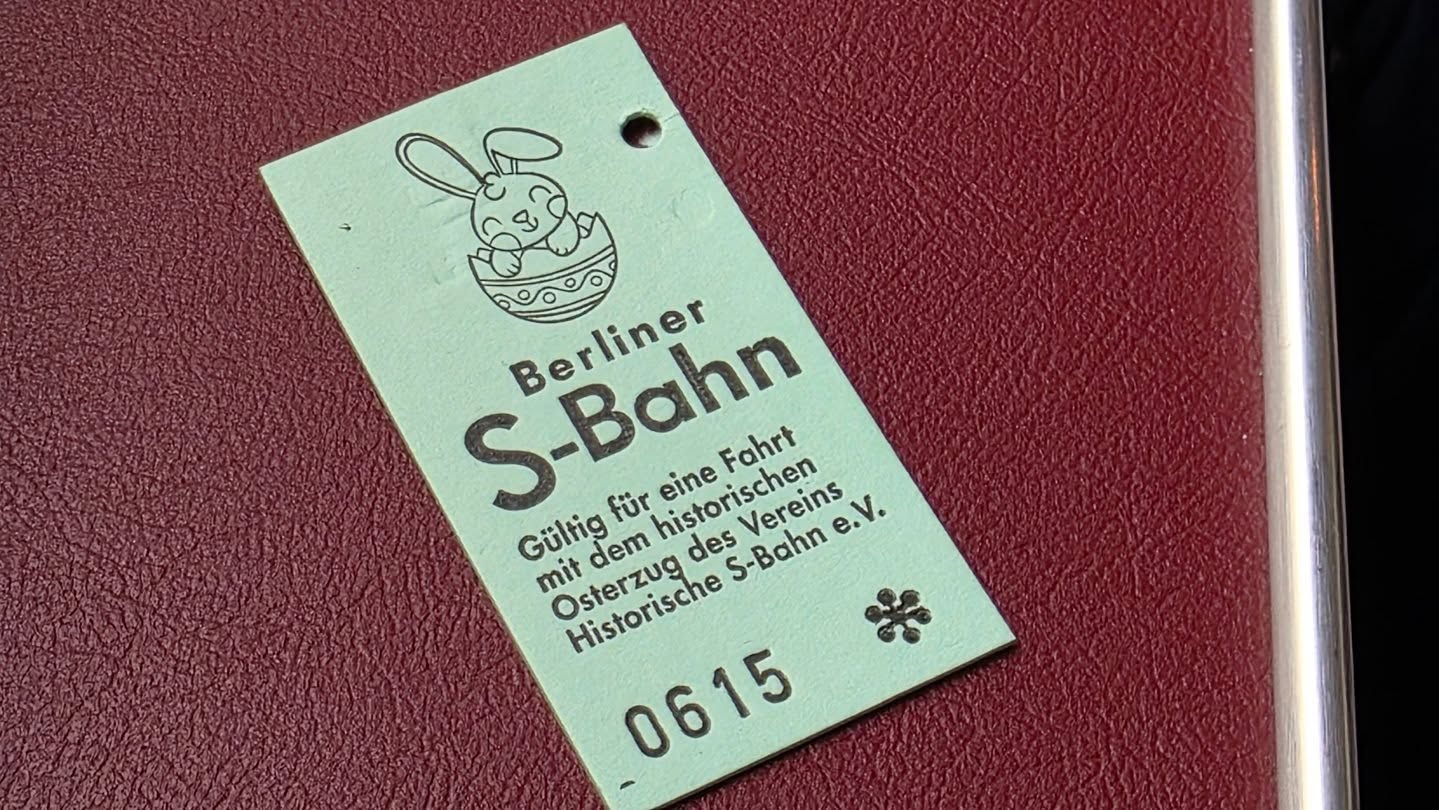 Berliner
S-Bahn
Gültig für eine Fahrt
mit dem historischen
Osterzug des Vereins
Historische S-Bahn e.V.
0615